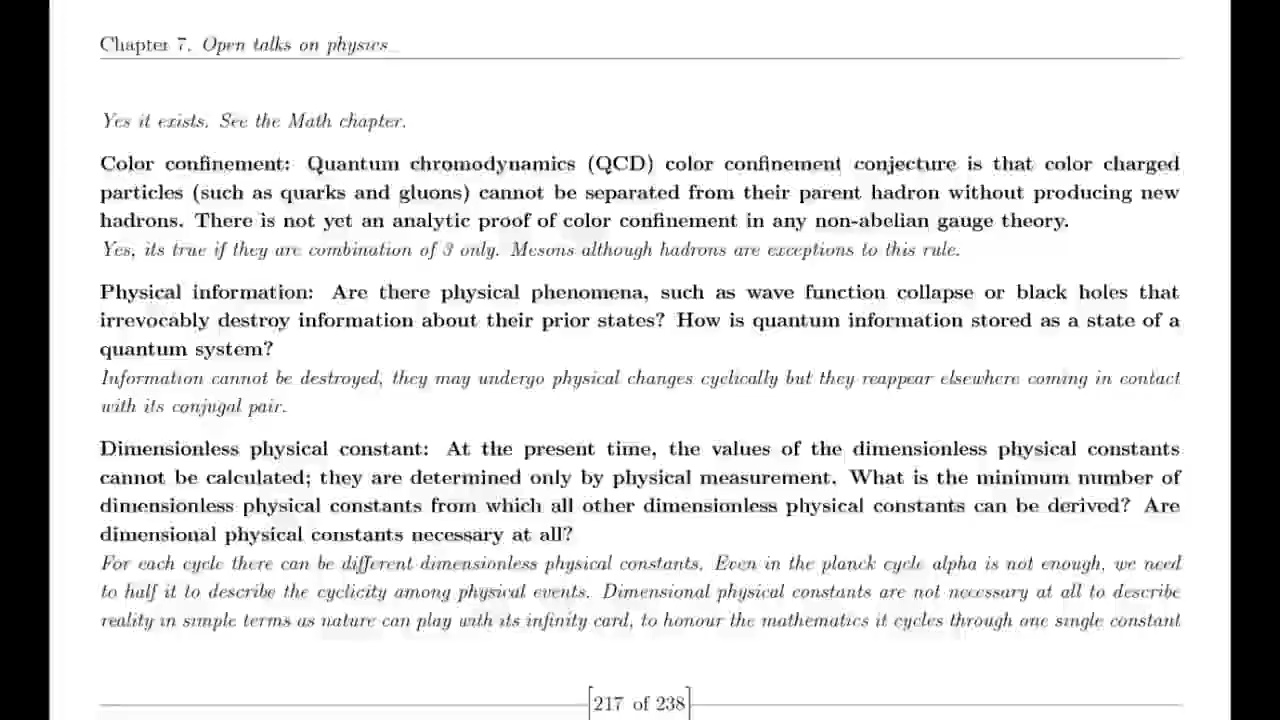 Chapter 7. Open talks on physics
Yes it exists. See the Math chapter.
Color confinement: Quantum chromodynamics (QCD) color confinement conjecture is that color charged
particles (such as quarks and gluons) cannot be separated from their parent hadron without producing new
hadrons. There is not yet an analytic proof of color confinement in any non-abelian gauge theory.
Yes, its true if they are combination of 3 only. Mesons although hadrons are exceptions to this rule.
Physical information: Are there physical phenomena, such as wave function collapse or black holes that
irrevocably destroy information about their prior states? How is quantum information stored as a state of a
quantum system?
Information cannot be destroyed, they may undergo physical changes cyclically but they reappear elsewhere coming in contact
with its conjugal pair.
Dimensionless physical constant: At the present time, the values of the dimensionless physical constants
cannot be calculated; they are determined only by physical measurement. What is the minimum number of
dimensionless physical constants from which all other dimensionless physical constants can be derived? Are
dimensional physical constants necessary at all?
For each cycle there can be different dimensionless physical constants. Even in the planck cycle alpha is not enough, we need
to half it to describe the cyclicity among physical events. Dimensional physical constants are not necessary at all to describe
reality in simple terms as nature can play with its infinity card, to honour the mathematics it cycles through one single constant
[217 of 238]